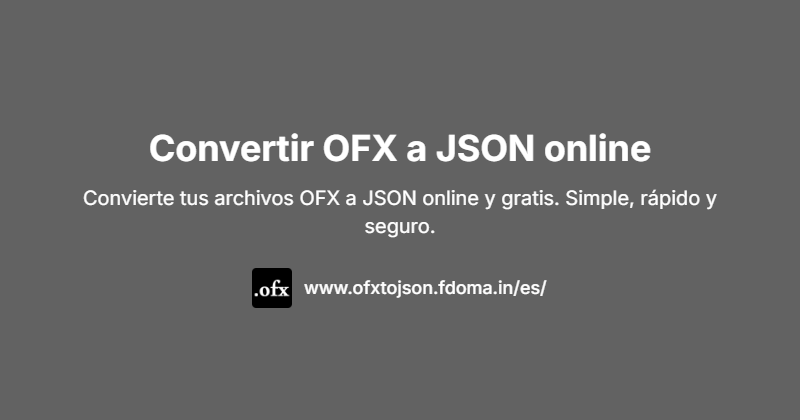 Convertir OFX a JSON online
Convierte tus archivos OFX a JSON online y gratis. Simple, rápido y
seguro.
.ofx www.ofxtojson.fdoma.in/es/